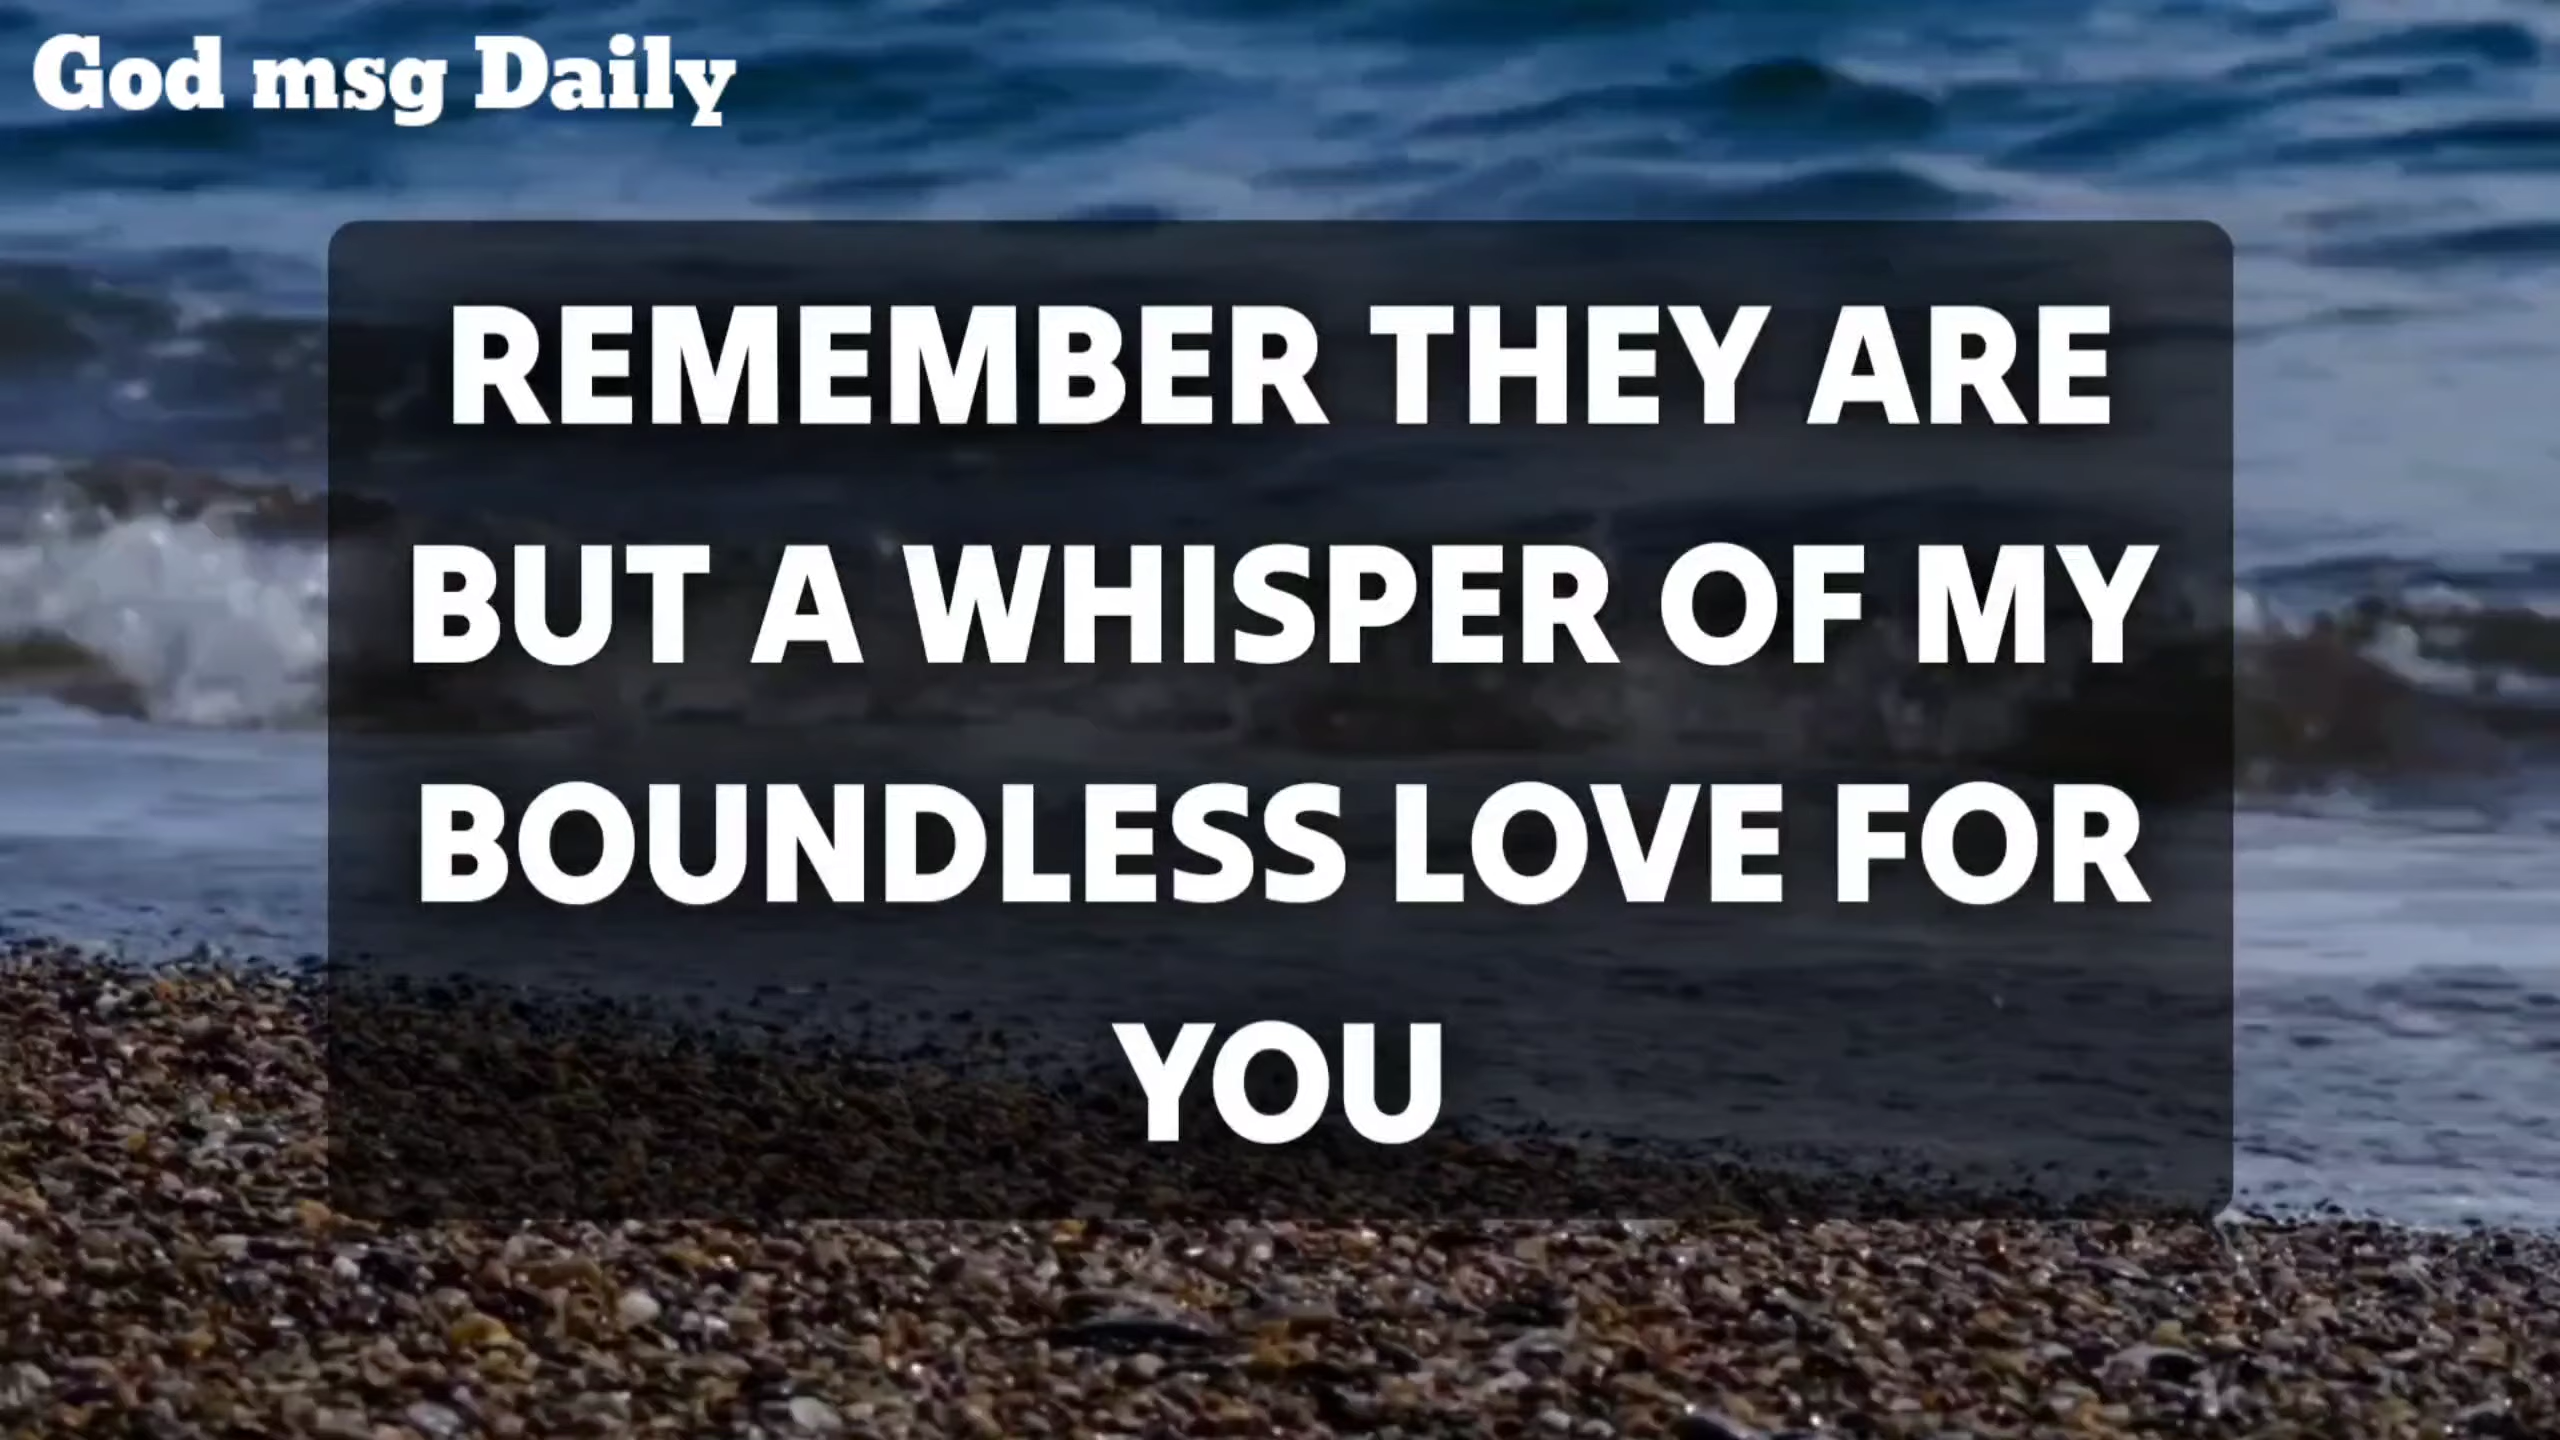 God msg Daily
REMEMBER THEY ARE
BUT A WHISPER OF MY
BOUNDLESS LOVE FOR
YOU